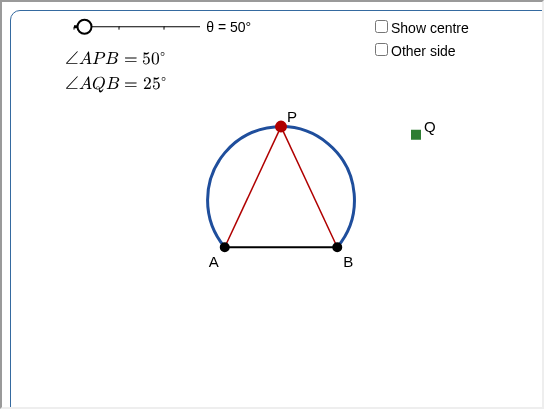 θ = 50°
Show centre
Other side
∠APB = 50°
∠AQB = 25°
P
Q
A
B